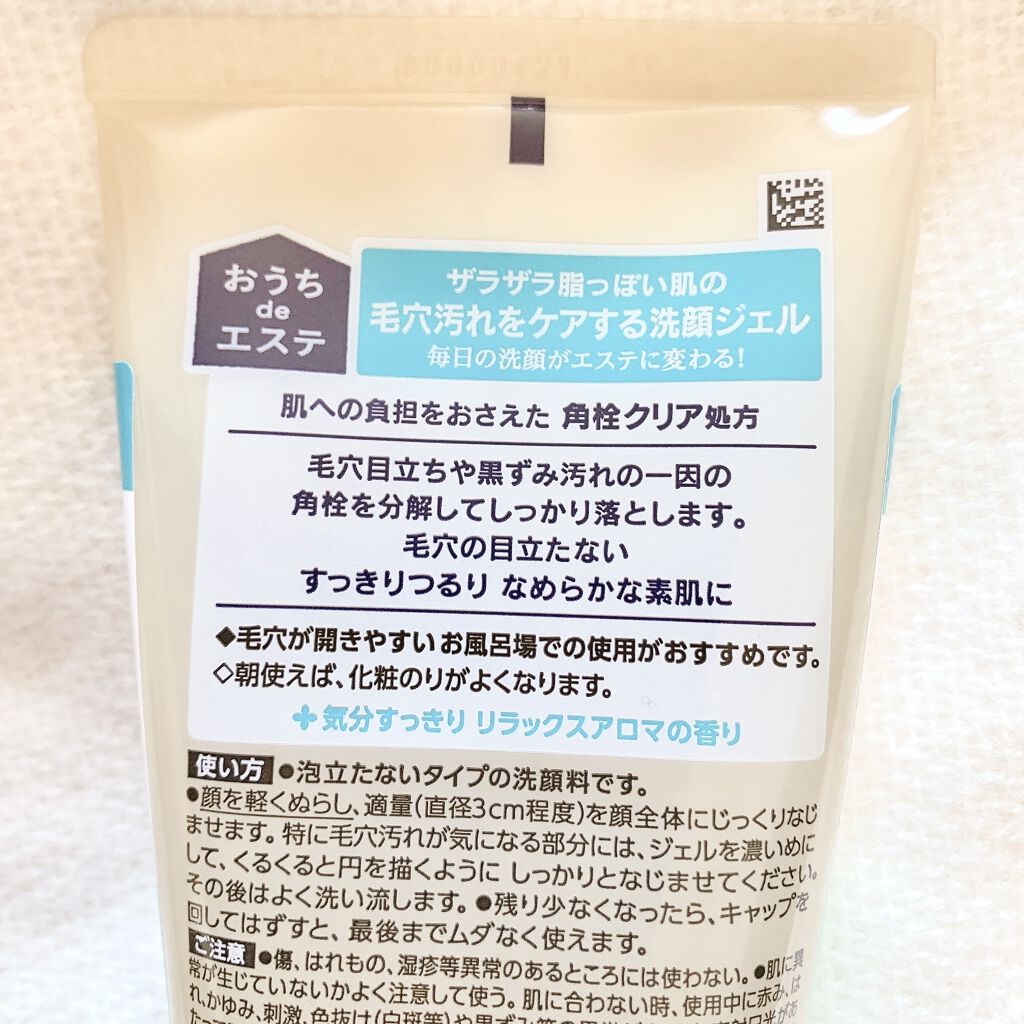 おうち
de
エステ
ザラザラ脂っぽい肌の
毛穴汚れをケアする洗顔ジェル
毎日の洗顔がエステに変わる!
肌への負担をおさえた 角栓クリア処方
毛穴目立ちや黒ずみ汚れの一因の
角栓を分解してしっかり落とします。
毛穴の目立たない
すっきりつるり なめらかな素肌に
◆毛穴が開きやすいお風呂場での使用がおすすめです。
◇朝使えば、化粧のりがよくなります。
✚気分すっきり リラックスアロマの香り
使い方 ●泡立たないタイプの洗顔料です。
●顔を軽くぬらし、適量(直径3cm程度)を顔全体にじっくりなじ
ませます。特に毛穴汚れが気になる部分には、ジェルを濃いめに
して、くるくると円を描くように しっかりとなじませてください。
その後はよく洗い流します。●残り少なくなったら、キャップを
回してはずすと、最後までムダなく使えます。
ご注意 ●傷、はれもの、湿疹等異常のあるところには使わない。●肌に異
常が生じていないかよく注意して使う。肌に合わない時、使用中に赤み、は
れ、かゆみ、刺激、色抜け(白斑等)や黒ずみ等の